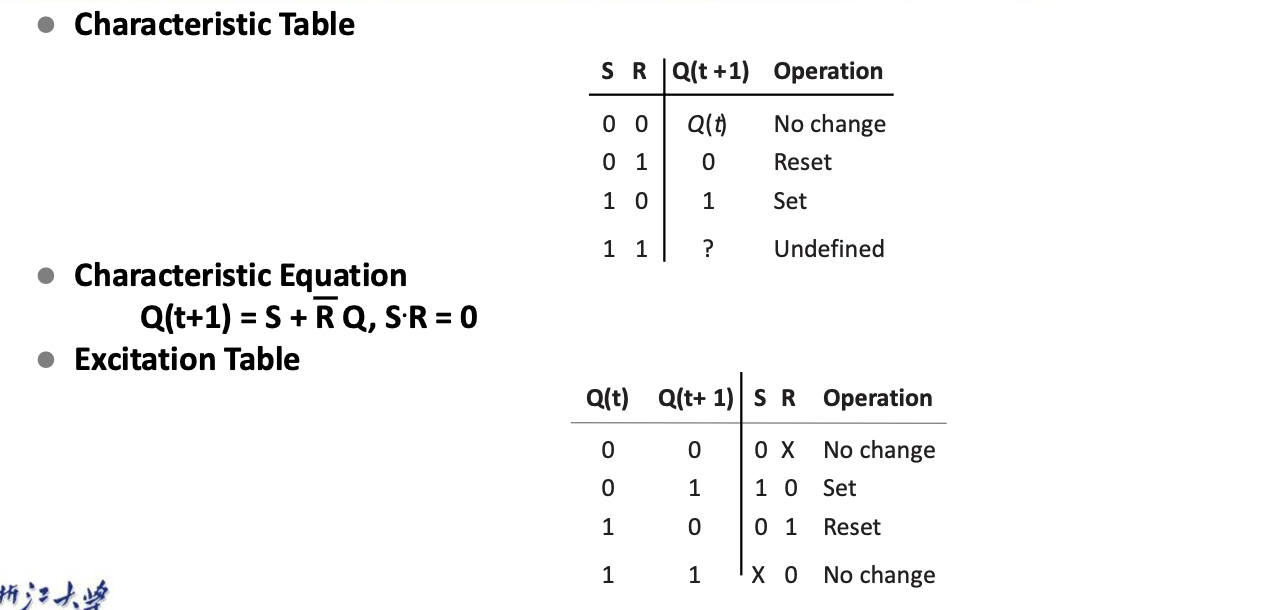 ● Characteristic Table
S R Q(t +1) Operation
0 0 Q(t) No change
0 1 0 Reset
1 0 1 Set
1 1 ? Undefined
● Characteristic Equation
Q(t+1) = S + R̅ Q, S·R = 0
● Excitation Table
Q(t) Q(t+ 1) S R Operation
0 0 0 X No change
0 1 1 0 Set
1 0 0 1 Reset
1 1 X 0 No change
浙江大学